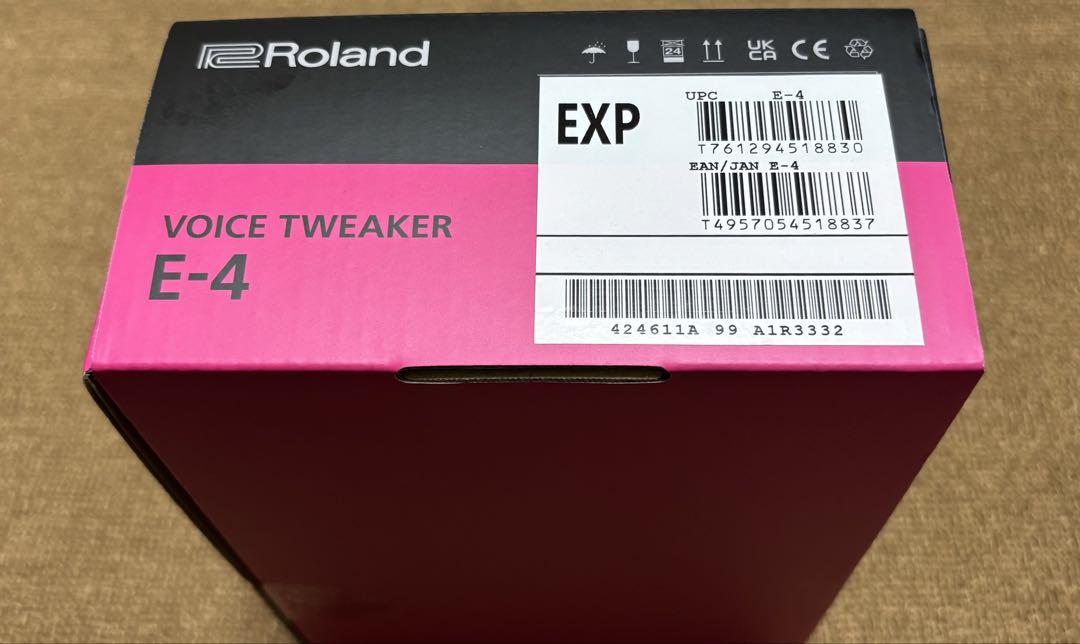 Roland
24
UK
CA
CE
EXP
UPC E-4
T761294518830
EAN/JAN E-4
T4957054518837
VOICE TWEAKER
E-4
424611A 99 A1R3332